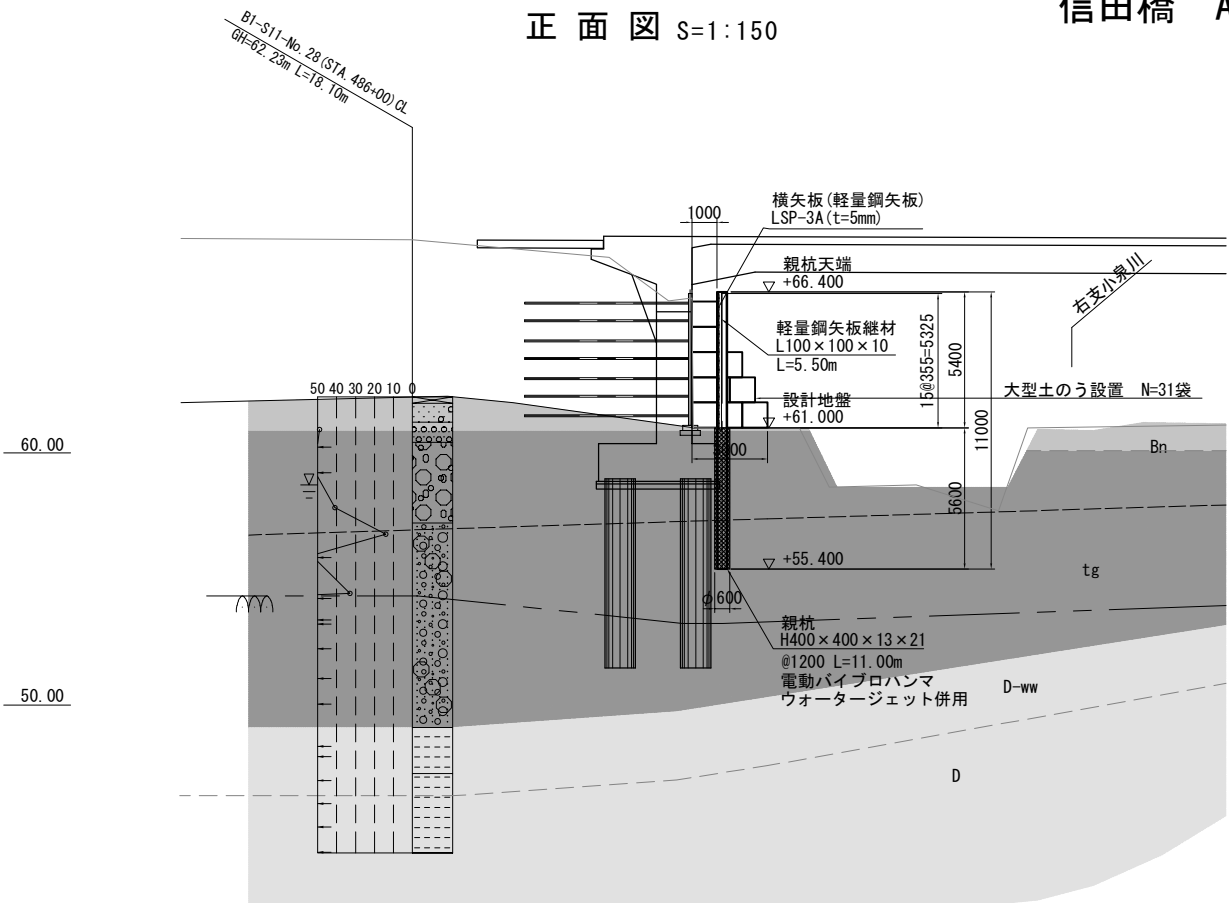 正面図 S=1:150
信田橋 A
B1-S11-No.28(STA.486+00)CL
GH=62.23m L=18.10m
横矢板(軽量鋼矢板)
LSP-3A(t=5mm)
1000
親杭天端
+66.400
右支小泉川
軽量鋼矢板継材
L100×100×10
L=5.50m
15@355=5325
5400
11000
大型土のう設置 N=31袋
設計地盤
+61.000
50 40 30 20 10 0
60.00
Bn
5600
+55.400
tg
φ600
親杭
H400×400×13×21
@1200 L=11.00m
電動バイブロハンマ
ウォータージェット併用
D-ww
50.00
D